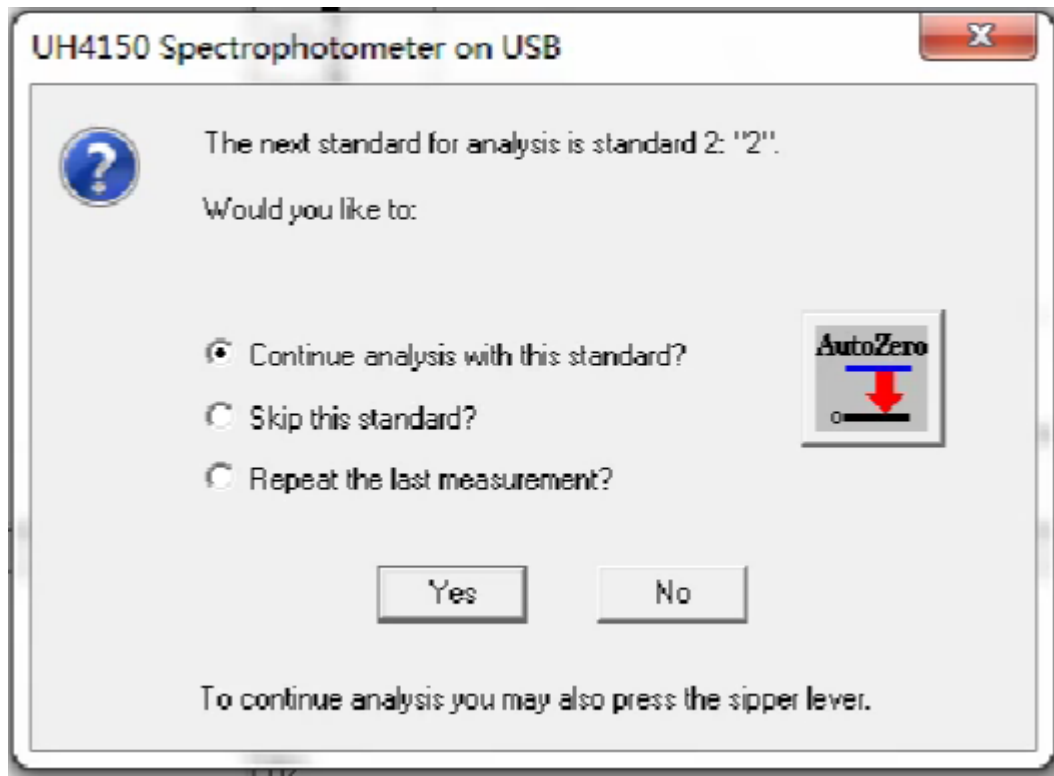 UH4150 Spectrophotometer on USB
The next standard for analysis is standard 2: "2".
Would you like to:
AutoZero
0
Continue analysis with this standard?
Skip this standard?
Repeat the last measurement?
Yes
No
To continue analysis you may also press the sipper lever.